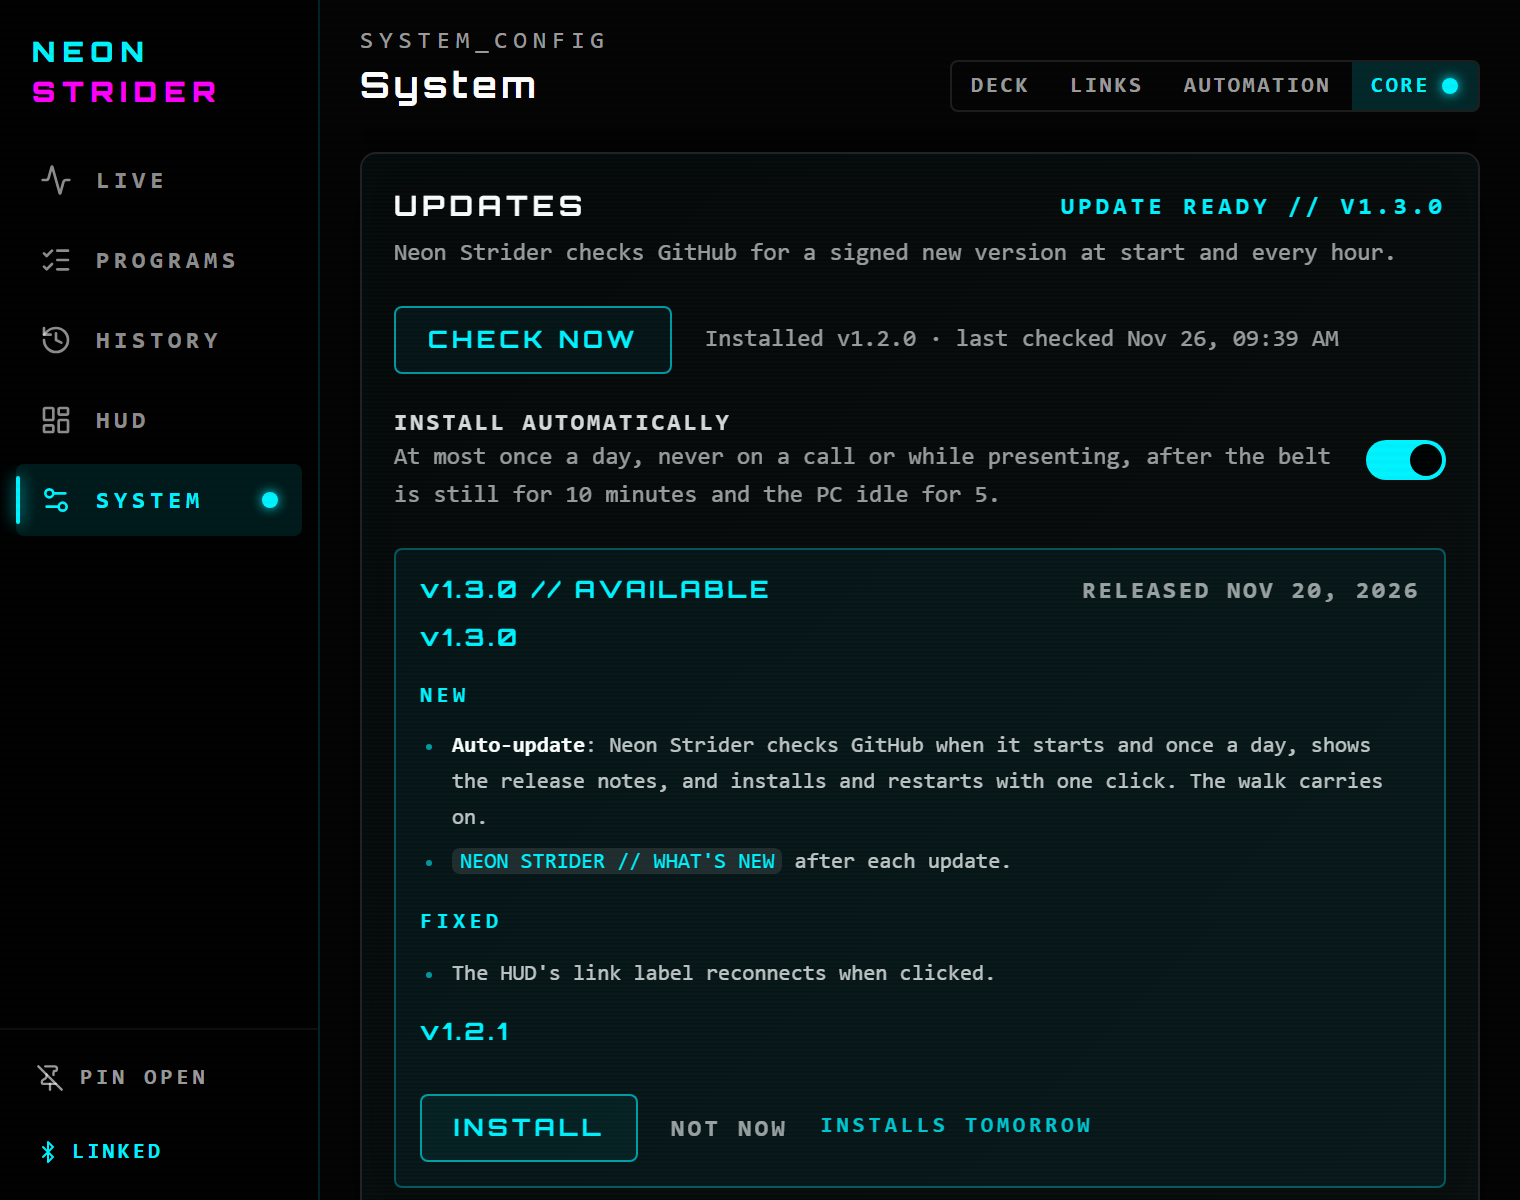 NEON
STRIDER
LIVE
PROGRAMS
HISTORY
HUD
SYSTEM
PIN OPEN
LINKED
SYSTEM_CONFIG
System
DECK LINKS AUTOMATION CORE
UPDATES
UPDATE READY // V1.3.0
Neon Strider checks GitHub for a signed new version at start and every hour.
CHECK NOW
Installed v1.2.0 · last checked Nov 26, 09:39 AM
INSTALL AUTOMATICALLY
At most once a day, never on a call or while presenting, after the belt
is still for 10 minutes and the PC idle for 5.
v1.3.0 // AVAILABLE
RELEASED NOV 20, 2026
v1.3.0
NEW
• Auto-update: Neon Strider checks GitHub when it starts and once a day, shows
the release notes, and installs and restarts with one click. The walk carries
on.
• NEON STRIDER // WHAT'S NEW after each update.
FIXED
• The HUD's link label reconnects when clicked.
v1.2.1
INSTALL
NOT NOW
INSTALLS TOMORROW